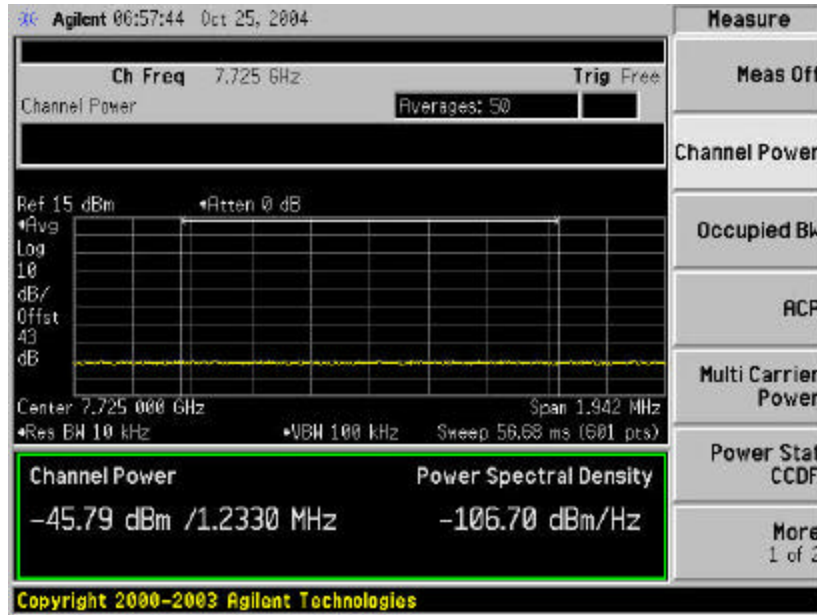 Agilent 06:57:44 Oct 25, 2004
Measure
Ch Freq 7.725 GHz Trig Free
Channel Power Averages: 50
Meas Off
Channel Power
Occupied BW
ACP
Multi Carrier
Power
Power Stat
CCDF
More
1 of 2
Ref 15 dBm Atten 0 dB
Avg
Log
10
dB/
Offst
43
dB
Center 7.725 000 GHz Span 1.942 MHz
Res BW 10 kHz VBW 100 kHz Sweep 56.68 ms (601 pts)
Channel Power Power Spectral Density
-45.79 dBm /1.2330 MHz -106.70 dBm/Hz
Copyright 2000-2003 Agilent Technologies